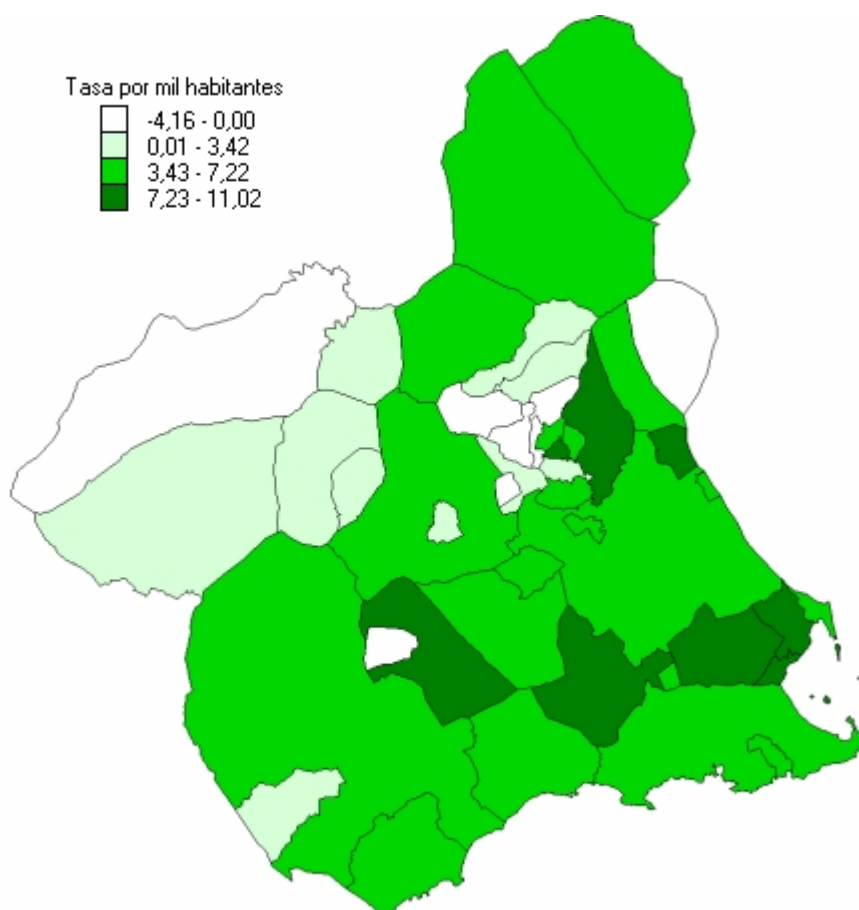 Tasa por mil habitantes
-4,16 - 0,00
0,01 - 3,42
3,43 - 7,22
7,23 - 11,02